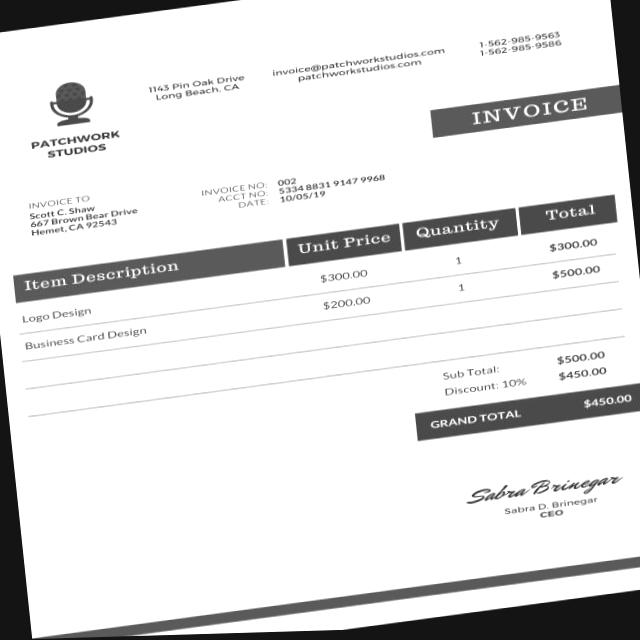 PATCHWORK
STUDIOS
1143 Pin Oak Drive
Long Beach, CA
invoice@patchworkstudios.com
patchworkstudios.com
1-562-985-9563
1-562-985-9586
INVOICE
INVOICE TO
Scott C. Shaw
667 Brown Bear Drive
Hemet, CA 92543
INVOICE NO: 002
ACCT NO: 5334 8831 9147 9968
DATE: 10/05/19
Item Description Unit Price Quantity Total
Logo Design $300.00 1 $300.00
Business Card Design $200.00 1 $500.00
Sub Total: $500.00
Discount: 10% $450.00
GRAND TOTAL $450.00
Sabra Brinegar
Sabra D. Brinegar
CEO